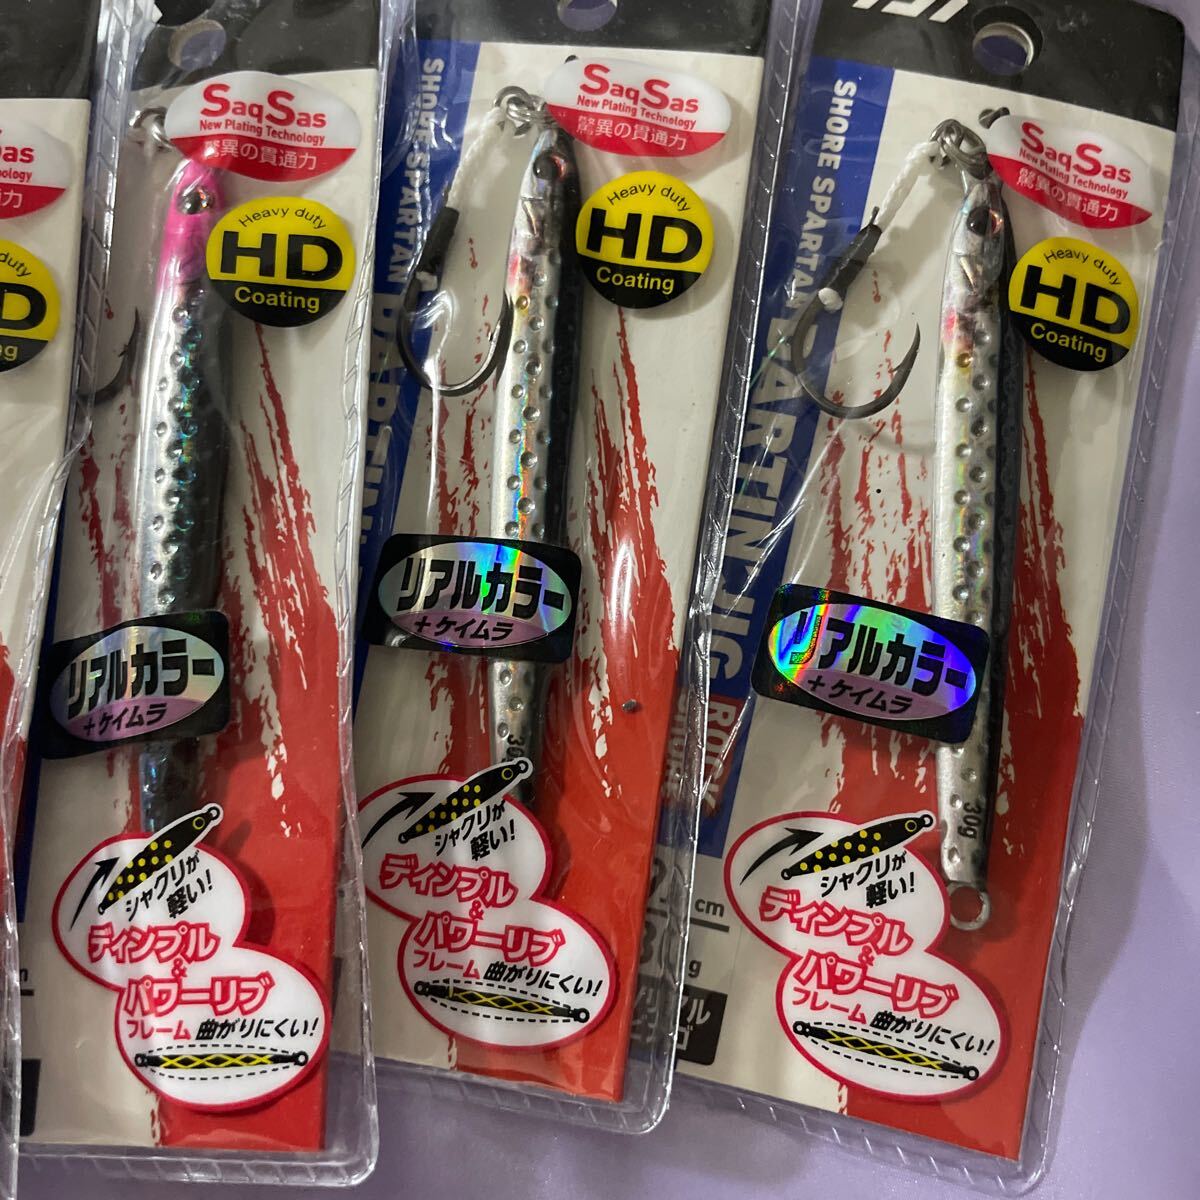 SaqSas
New Plating Technology
驚異の貫通力
Heavy duty
HD
Coating
リアルカラー
+ケイムラ
シャクリが
軽い!
ディンプル
&
パワーリブ
フレーム 曲がりにくい!
SHORE SPARTAN
SaqSas
New Plating Technology
驚異の貫通力
Heavy duty
HD
Coating
リアルカラー
+ケイムラ
シャクリが
軽い!
ディンプル
&
パワーリブ
フレーム 曲がりにくい!
ROCK
cm
g
SHORE SPARTAN
SaqSas
New Plating Technology
驚異の貫通力
Heavy duty
HD
Coating
リアルカラー
+ケイムラ
30g
シャクリが
軽い!
ディンプル
&
パワーリブ
フレーム 曲がりにくい!